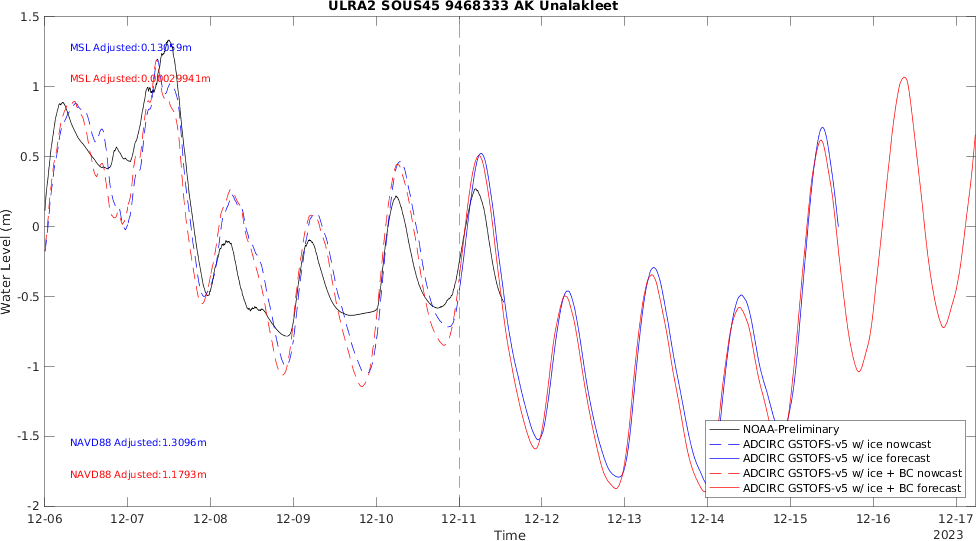 ULRA2 SOUS45 9468333 AK Unalakleet
1.5
MSL Adjusted:0.13059m
MSL Adjusted:0.00029941m
1
0.5
Water Level (m)
0
-0.5
-1
-1.5
NAVD88 Adjusted:1.3096m
NAVD88 Adjusted:1.1793m
NOAA-Preliminary
ADCIRC GSTOFS-v5 w/ ice nowcast
ADCIRC GSTOFS-v5 w/ ice forecast
ADCIRC GSTOFS-v5 w/ ice + BC nowcast
ADCIRC GSTOFS-v5 w/ ice + BC forecast
-2
12-06 12-07 12-08 12-09 12-10 12-11 12-12 12-13 12-14 12-15 12-16 12-17
Time
2023